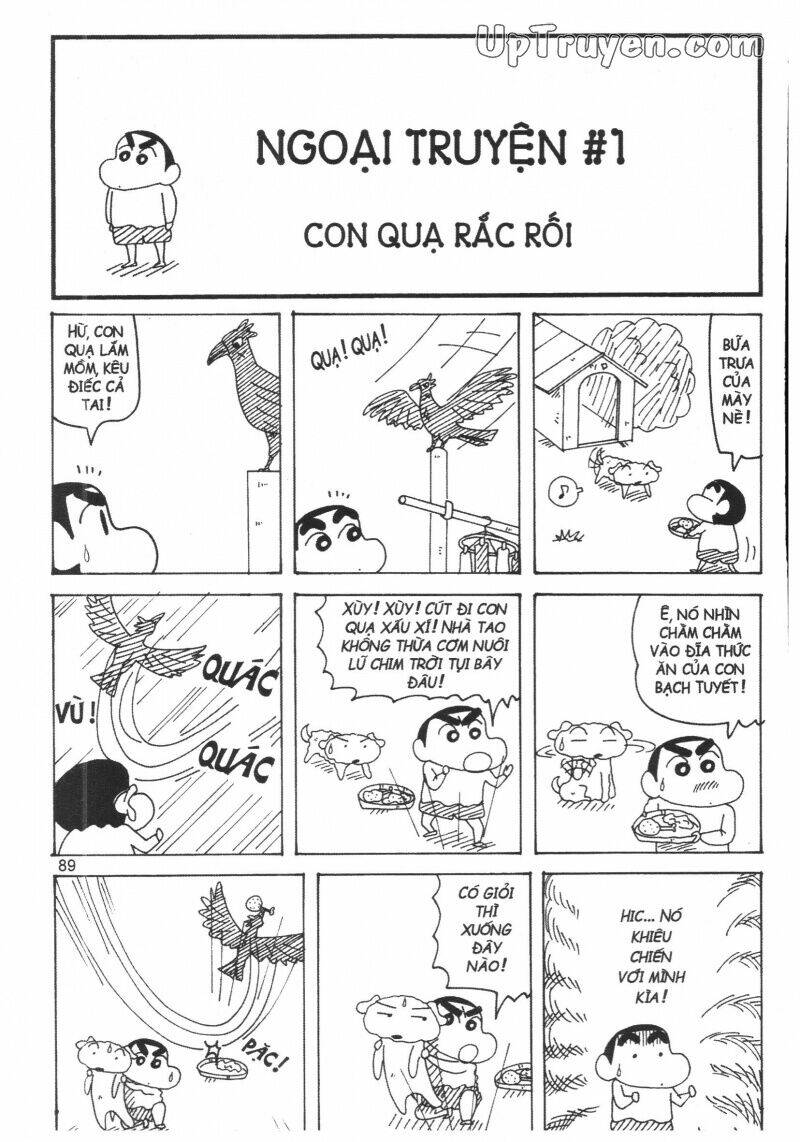 UpTruyen.com
NGOẠI TRUYỆN #1
CON QUẠ RẮC RỐI
BỮA
TRƯA
CỦA
MÀY
NÈ!
QUẠ! QUẠ!
HỪ, CON
QUẠ LẮM
MỒM, KÊU
ĐIẾC CẢ
TAI!
Ê, NÓ NHÌN
CHẰM CHẰM
VÀO ĐĨA THỨC
ĂN CỦA CON
BẠCH TUYẾT!
XÙY! XÙY! CÚT ĐI CON
QUẠ XẤU XÍ! NHÀ TAO
KHÔNG THỪA CƠM NUÔI
LŨ CHIM TRỜI TỤI BÂY
ĐÂU!
QUÁC
QUÁC
VÙ!
89
HIC... NÓ
KHIÊU
CHIẾN
VỚI MÌNH
KÌA!
CÓ GIỎI
THÌ
XUỐNG
ĐÂY
NÀO!